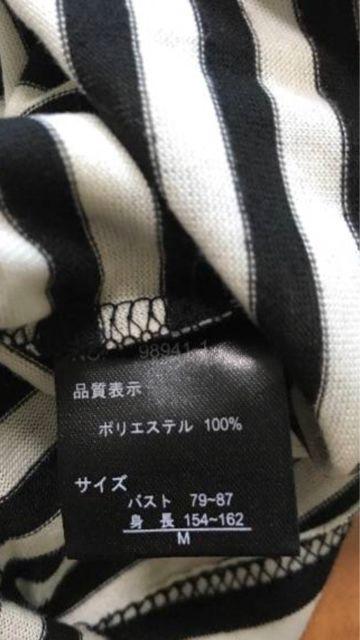 NO. 98941-1
品質表示
ポリエステル 100%
サイズ
バスト 79~87
身 長 154~162
M